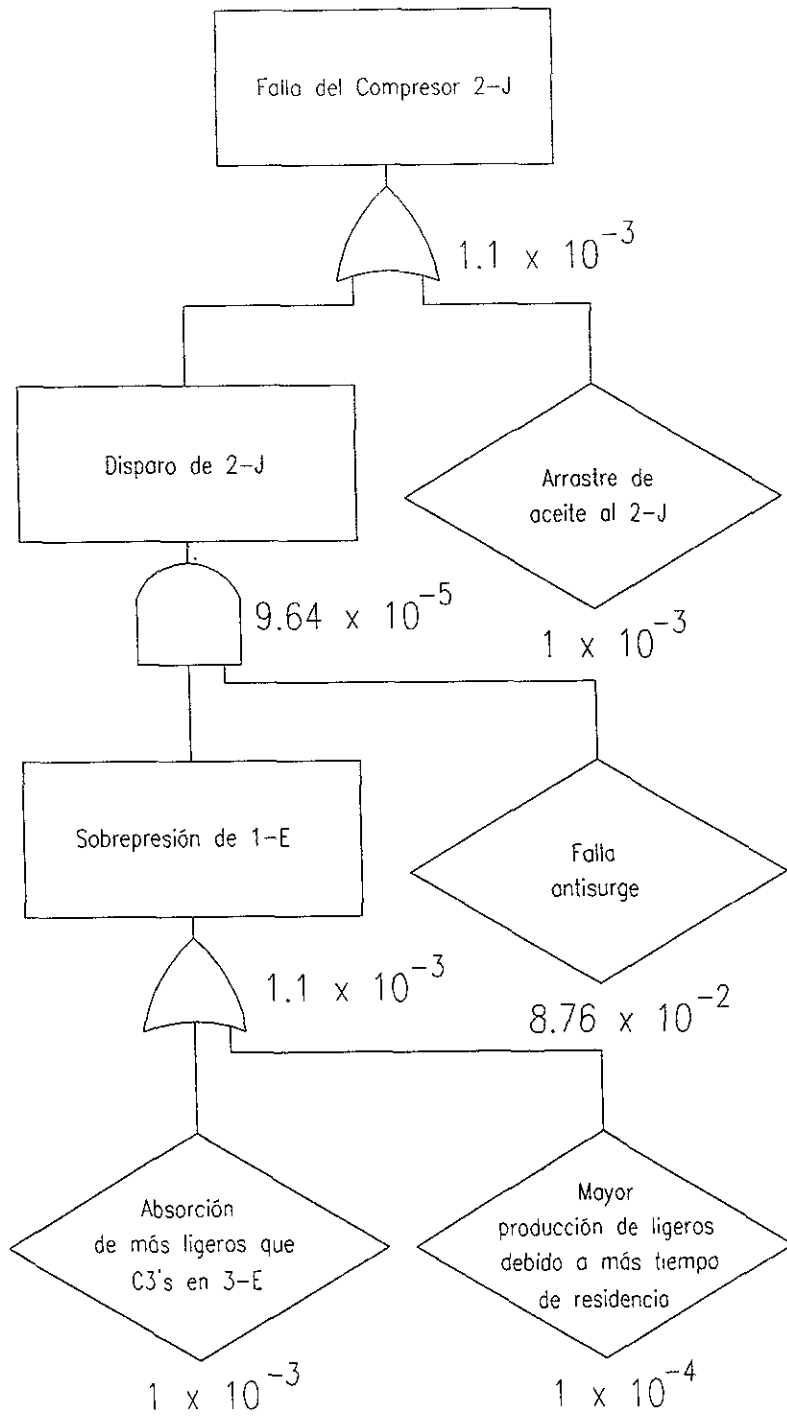 Falla del Compresor 2-J
1.1 x 10⁻³
Disparo de 2-J
Arrastre de
aceite al 2-J
9.64 x 10⁻⁵
1 x 10⁻³
Sobrepresión de 1-E
Falla
antisurge
1.1 x 10⁻³
8.76 x 10⁻²
Absorción
de más ligeros que
C3's en 3-E
Mayor
producción de ligeros
debido a más tiempo
de residencia
1 x 10⁻³
1 x 10⁻⁴